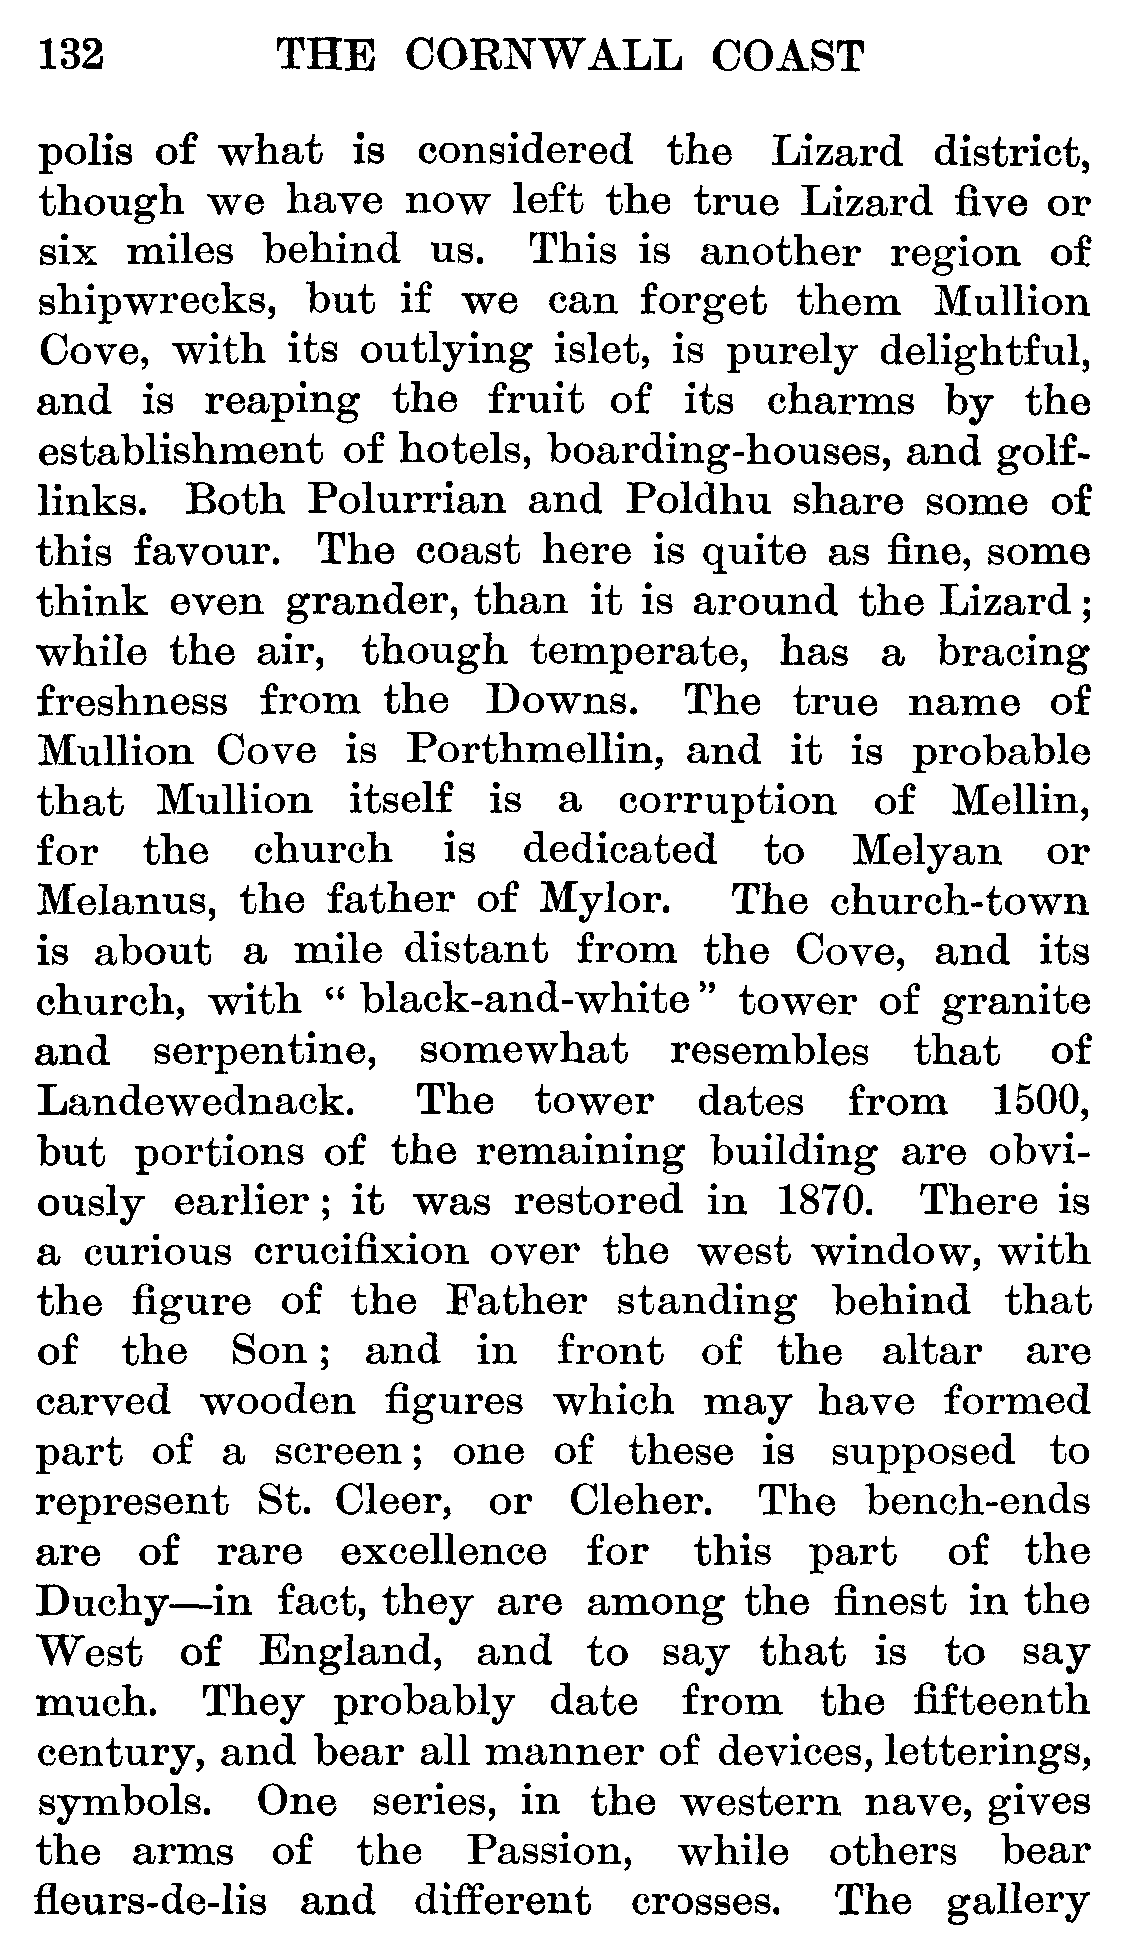 132 THE CORNWALL COAST
polis of what is considered the Lizard district,
though we have now left the true Lizard five or
six miles behind us. This is another region of
shipwrecks, but if we can forget them Mullion
Cove, with its outlying islet, is purely delightful,
and is reaping the fruit of its charms by the
establishment of hotels, boarding-houses, and golf-
links. Both Polurrian and Poldhu share some of
this favour. The coast here is quite as fine, some
think even grander, than it is around the Lizard;
while the air, though temperate, has a bracing
freshness from the Downs. The true name of
Mullion Cove is Porthmellin, and it is probable
that Mullion itself is a corruption of Mellin,
for the church is dedicated to Melyan or
Melanus, the father of Mylor. The church-town
is about a mile distant from the Cove, and its
church, with “black-and-white” tower of granite
and serpentine, somewhat resembles that of
Landewednack. The tower dates from 1500,
but portions of the remaining building are obvi-
ously earlier; it was restored in 1870. There is
a curious crucifixion over the west window, with
the figure of the Father standing behind that
of the Son; and in front of the altar are
carved wooden figures which may have formed
part of a screen; one of these is supposed to
represent St. Cleer, or Cleher. The bench-ends
are of rare excellence for this part of the
Duchy—in fact, they are among the finest in the
West of England, and to say that is to say
much. They probably date from the fifteenth
century, and bear all manner of devices, letterings,
symbols. One series, in the western nave, gives
the arms of the Passion, while others bear
fleurs-de-lis and different crosses. The gallery